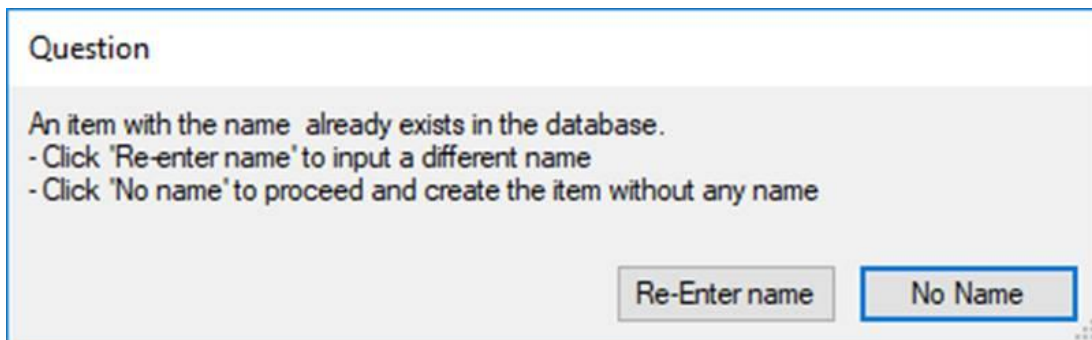 Question
An item with the name  already exists in the database.
- Click 'Re-enter name' to input a different name
- Click 'No name' to proceed and create the item without any name
Re-Enter name
No Name